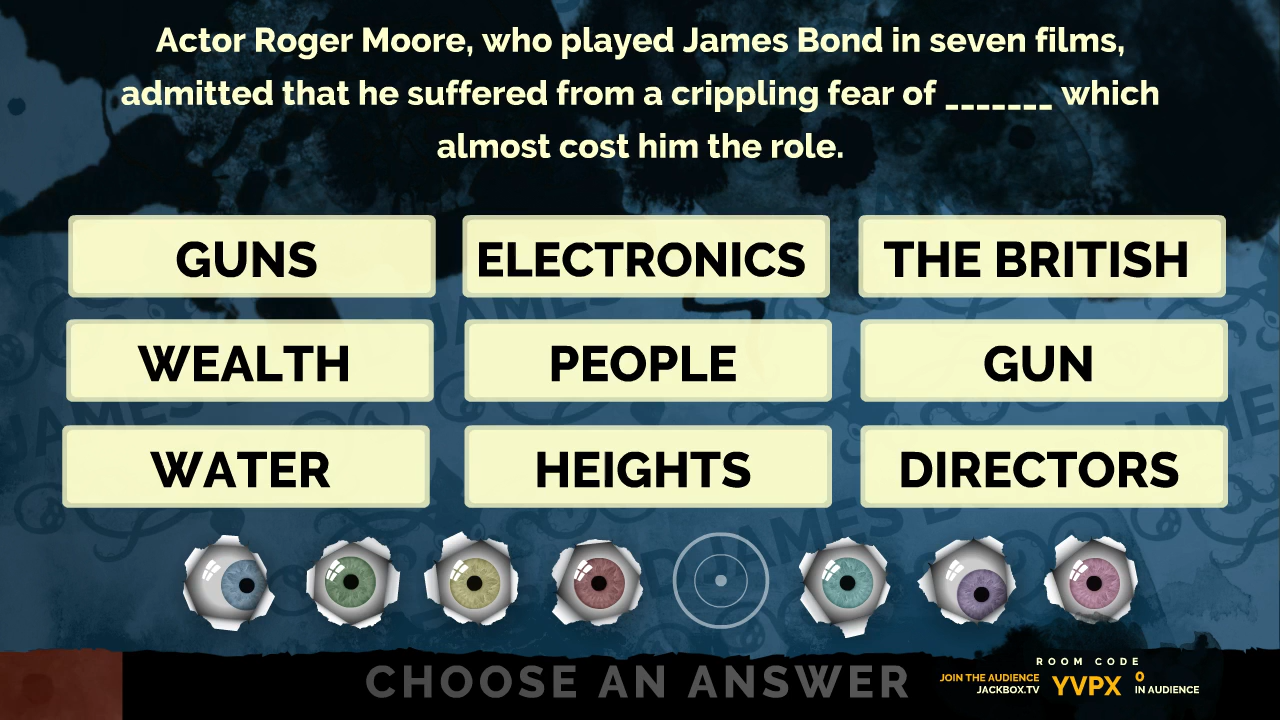 Actor Roger Moore, who played James Bond in seven films,
admitted that he suffered from a crippling fear of _______ which
almost cost him the role.
GUNS
ELECTRONICS
THE BRITISH
WEALTH
PEOPLE
GUN
WATER
HEIGHTS
DIRECTORS
CHOOSE AN ANSWER
ROOM CODE
JOIN THE AUDIENCE
JACKBOX.TV
YVPX
0
IN AUDIENCE